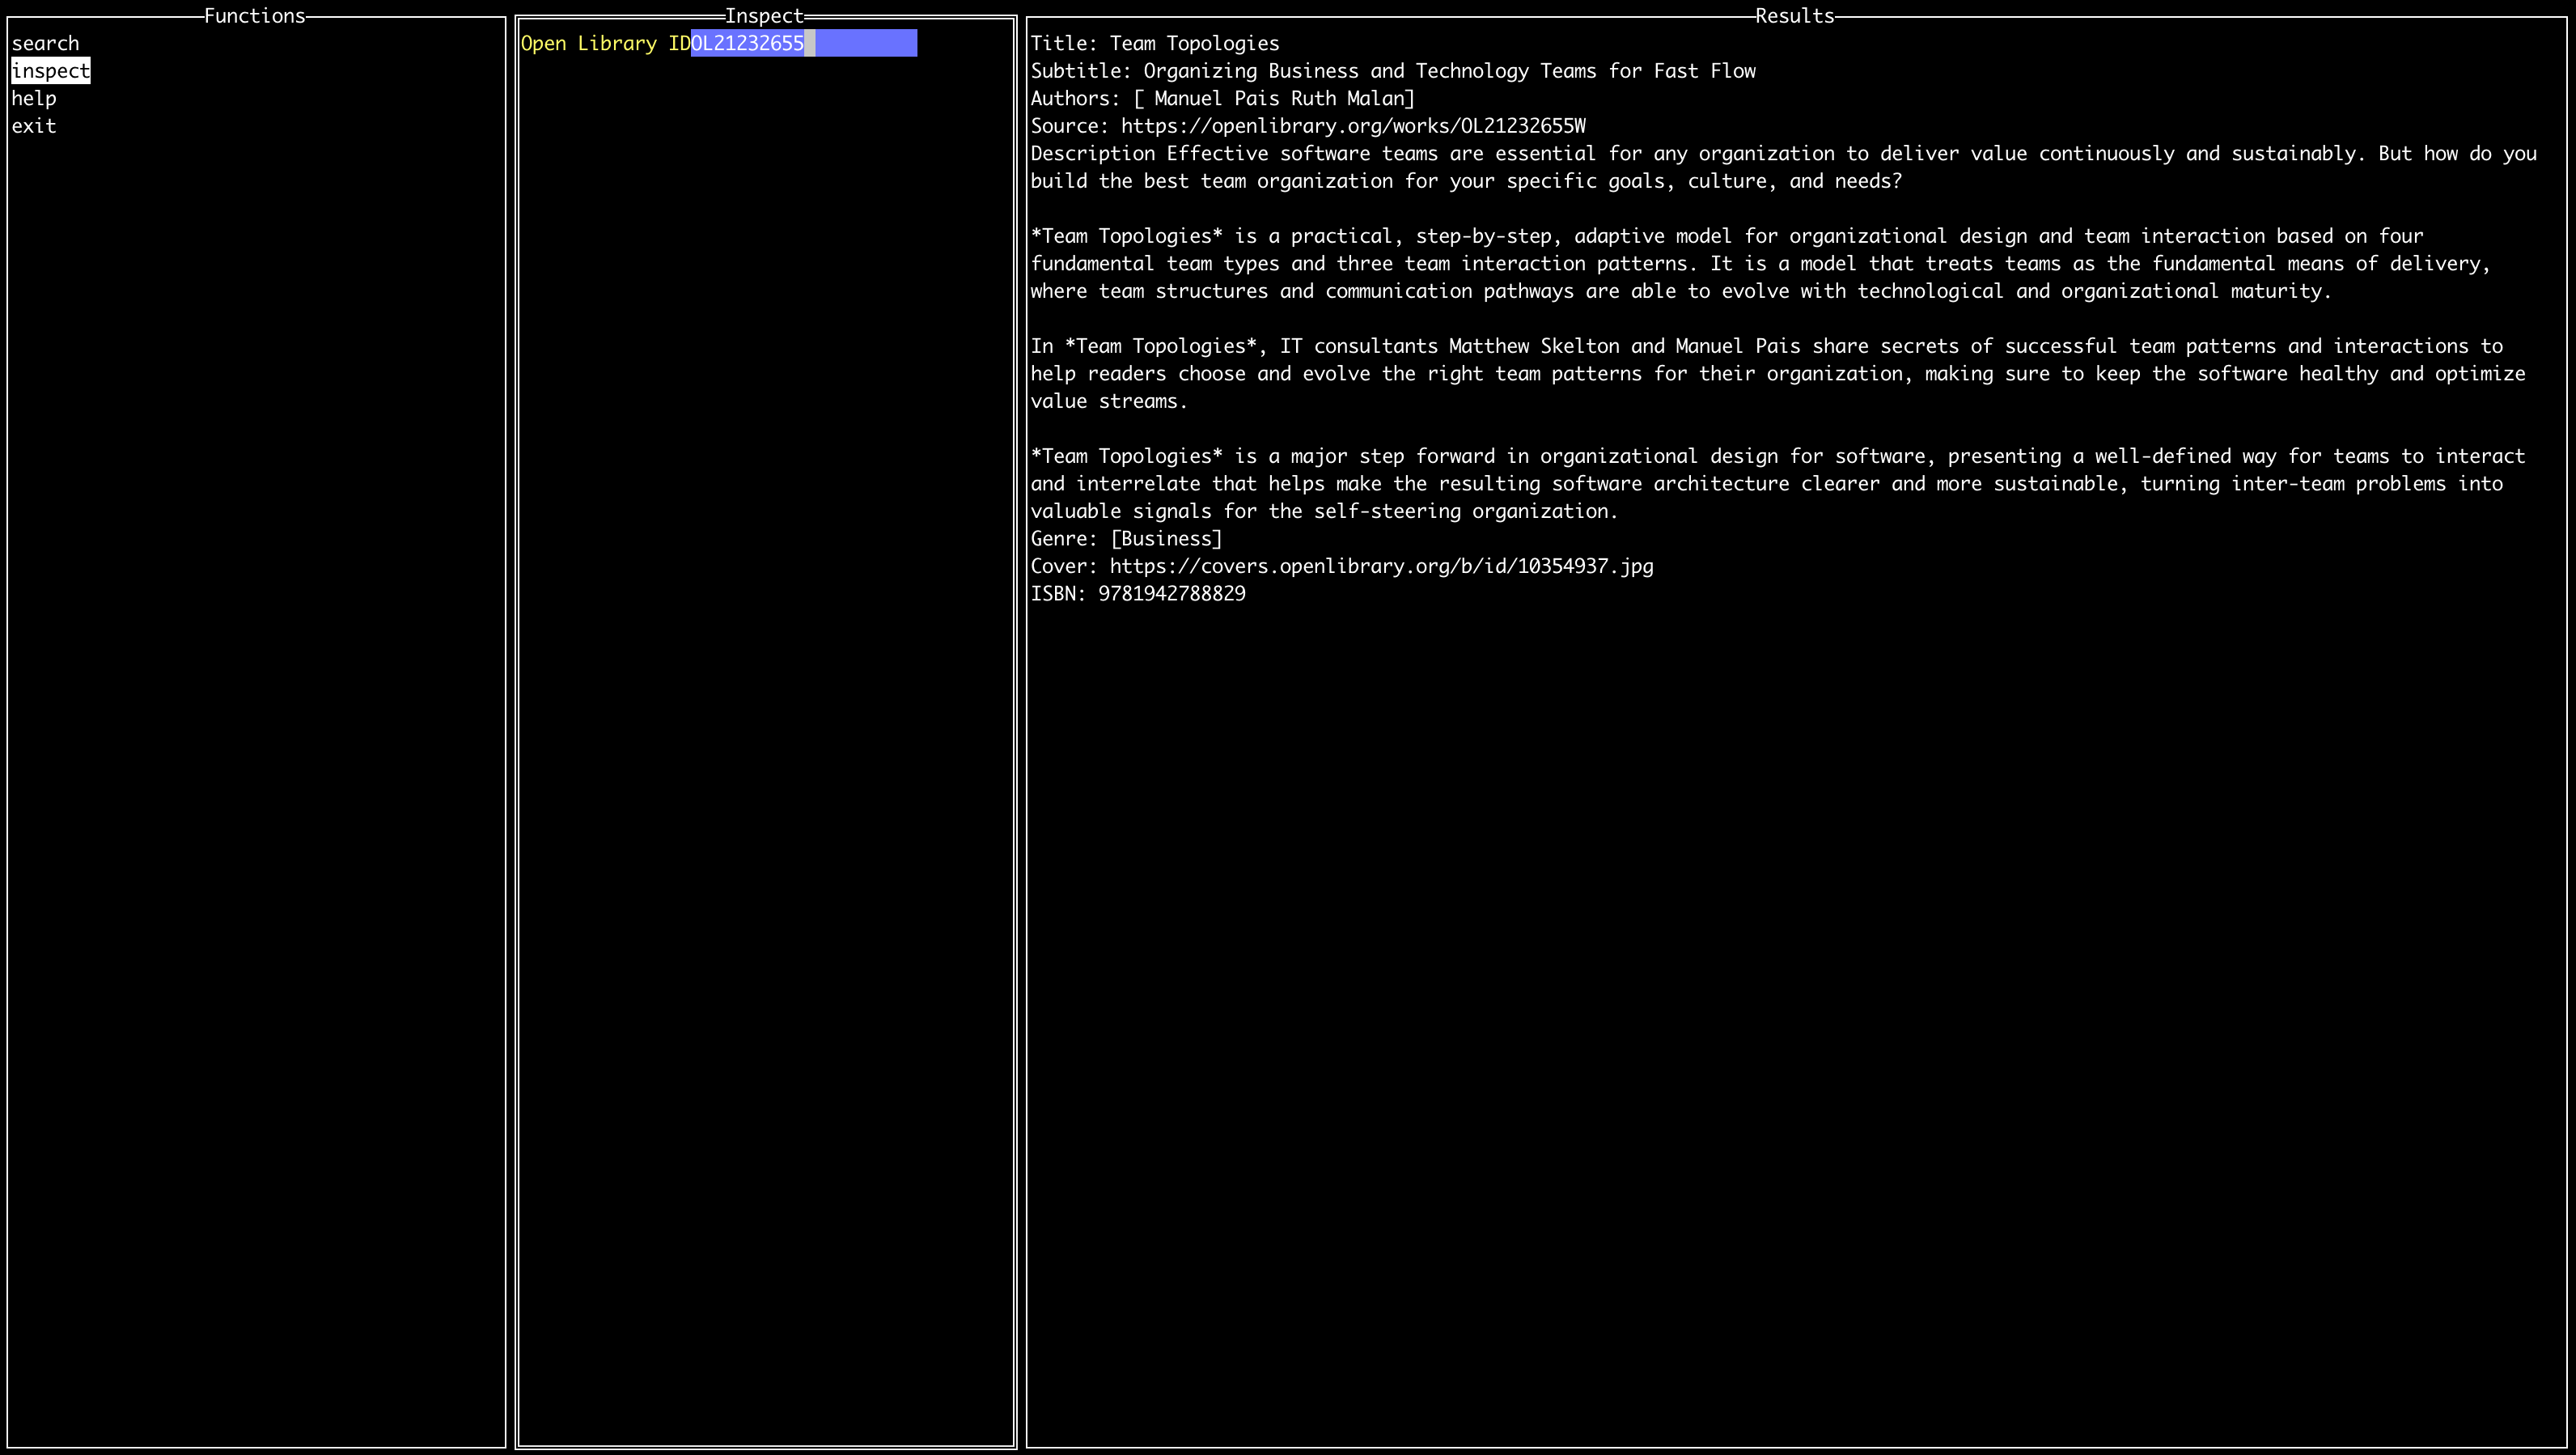 Functions
search
inspect
help
exit
Inspect
Open Library IDOL21232655
Results
Title: Team Topologies
Subtitle: Organizing Business and Technology Teams for Fast Flow
Authors: [ Manuel Pais Ruth Malan]
Source: https://openlibrary.org/works/OL21232655W
Description Effective software teams are essential for any organization to deliver value continuously and sustainably. But how do you
build the best team organization for your specific goals, culture, and needs?
*Team Topologies* is a practical, step-by-step, adaptive model for organizational design and team interaction based on four
fundamental team types and three team interaction patterns. It is a model that treats teams as the fundamental means of delivery,
where team structures and communication pathways are able to evolve with technological and organizational maturity.
In *Team Topologies*, IT consultants Matthew Skelton and Manuel Pais share secrets of successful team patterns and interactions to
help readers choose and evolve the right team patterns for their organization, making sure to keep the software healthy and optimize
value streams.
*Team Topologies* is a major step forward in organizational design for software, presenting a well-defined way for teams to interact
and interrelate that helps make the resulting software architecture clearer and more sustainable, turning inter-team problems into
valuable signals for the self-steering organization.
Genre: [Business]
Cover: https://covers.openlibrary.org/b/id/10354937.jpg
ISBN: 9781942788829